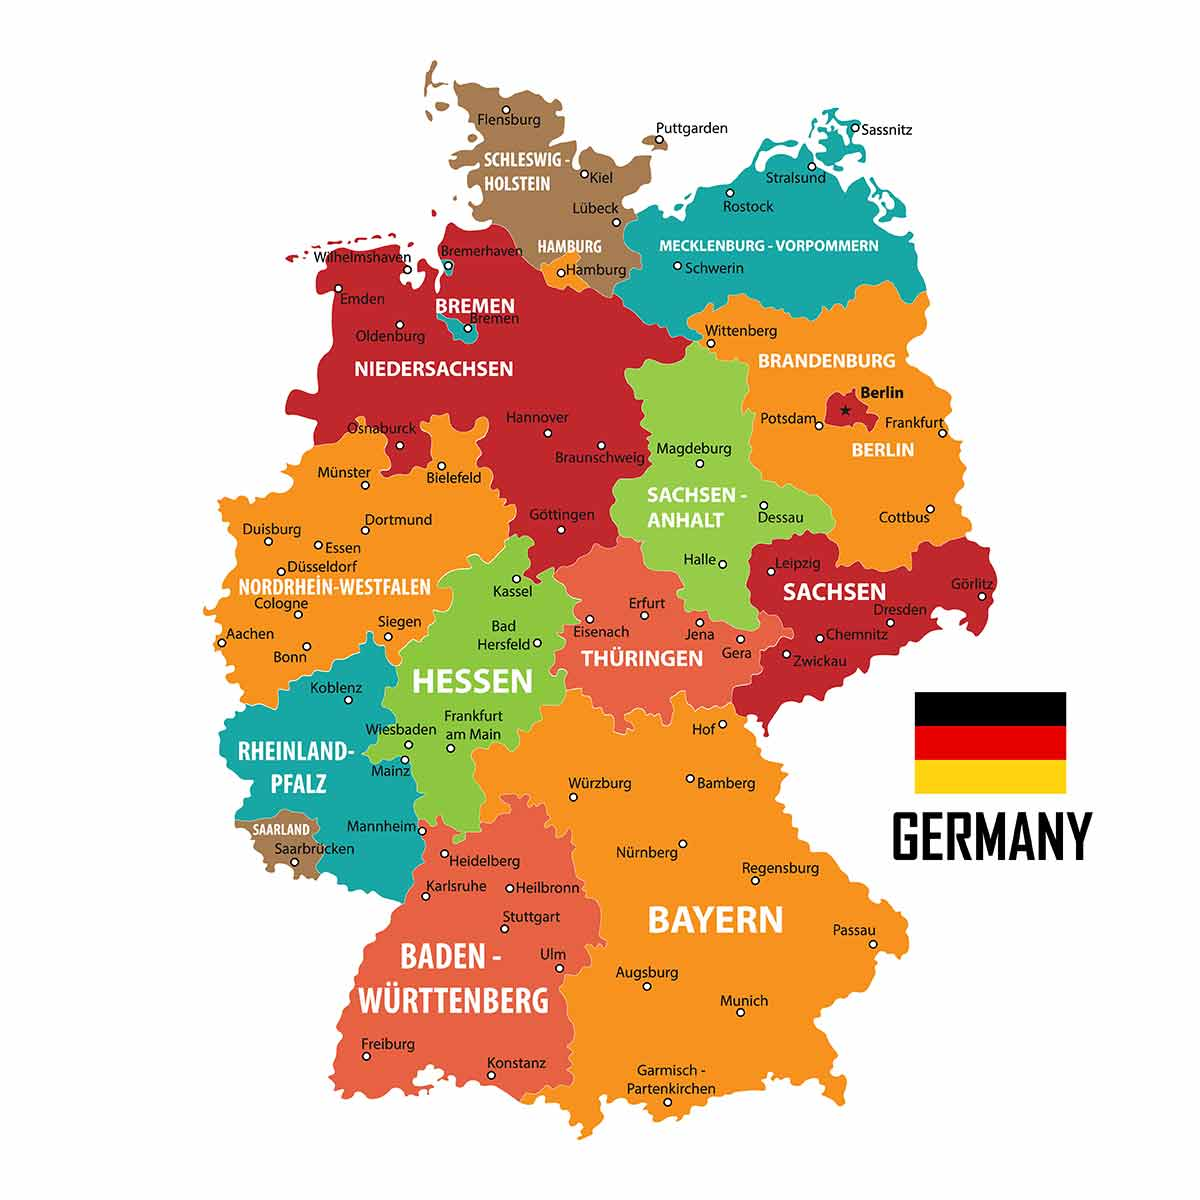 Flensburg
Puttgarden
Sassnitz
SCHLESWIG -
HOLSTEIN
Kiel
Stralsund
Lübeck
Rostock
HAMBURG
MECKLENBURG - VORPOMMERN
Wilhelmshaven
Bremerhaven
Hamburg
Schwerin
Emden
BREMEN
Bremen
Oldenburg
Wittenberg
NIEDERSACHSEN
BRANDENBURG
Berlin
Hannover
Potsdam
Frankfurt
Osnaburck
Braunschweig
Magdeburg
BERLIN
Münster
Bielefeld
SACHSEN -
ANHALT
Göttingen
Dessau
Cottbus
Duisburg
Dortmund
Essen
Düsseldorf
Halle
Leipzig
NORDRHEIN-WESTFALEN
Kassel
SACHSEN
Görlitz
Cologne
Erfurt
Dresden
Aachen
Siegen
Bad
Hersfeld
Eisenach
Jena
Gera
Chemnitz
Bonn
THÜRINGEN
Zwickau
Koblenz
HESSEN
Wiesbaden
Frankfurt
am Main
Hof
RHEINLAND-
PFALZ
Mainz
Würzburg
Bamberg
SAARLAND
Mannheim
GERMANY
Saarbrücken
Heidelberg
Nürnberg
Regensburg
Karlsruhe
Heilbronn
Stuttgart
BAYERN
Passau
BADEN -
WÜRTTENBERG
Ulm
Augsburg
Munich
Freiburg
Konstanz
Garmisch -
Partenkirchen